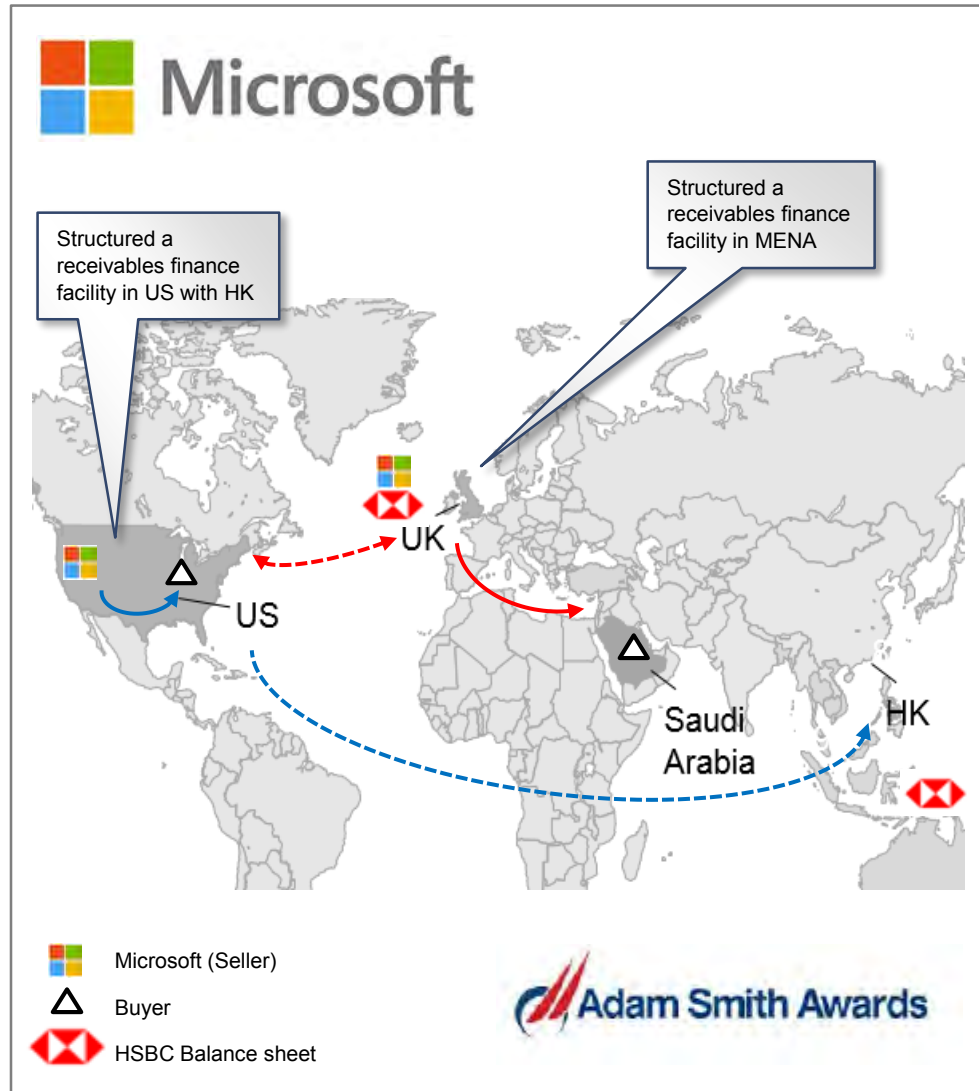 Microsoft
Structured a
receivables finance
facility in MENA
Structured a
receivables finance
facility in US with HK
UK
US
HK
Saudi
Arabia
Microsoft (Seller)
Buyer
HSBC Balance sheet
Adam Smith Awards